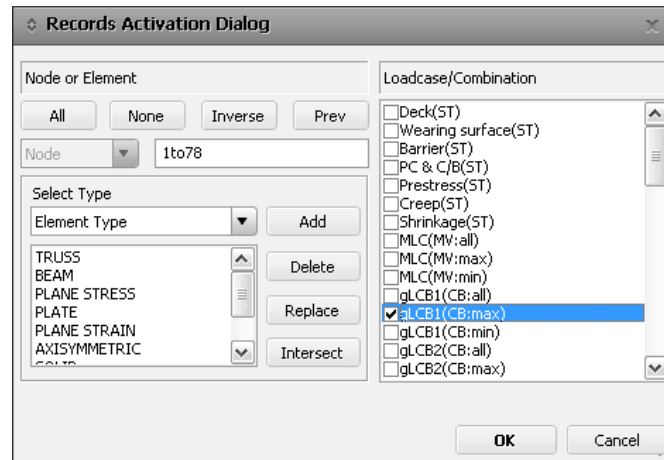 Records Activation Dialog
Node or Element
All None Inverse Prev
Node 1to78
Select Type
Element Type Add
TRUSS
BEAM
PLANE STRESS
PLATE
PLANE STRAIN
AXISYMMETRIC
Delete
Replace
Intersect
Loadcase/Combination
Deck(ST)
Wearing surface(ST)
Barrier(ST)
PC & C/B(ST)
Prestress(ST)
Creep(ST)
Shrinkage(ST)
MLC(MV:all)
MLC(MV:max)
MLC(MV:min)
gLCB1(CB:all)
gLCB1(CB:max)
gLCB1(CB:min)
gLCB2(CB:all)
gLCB2(CB:max)
OK Cancel